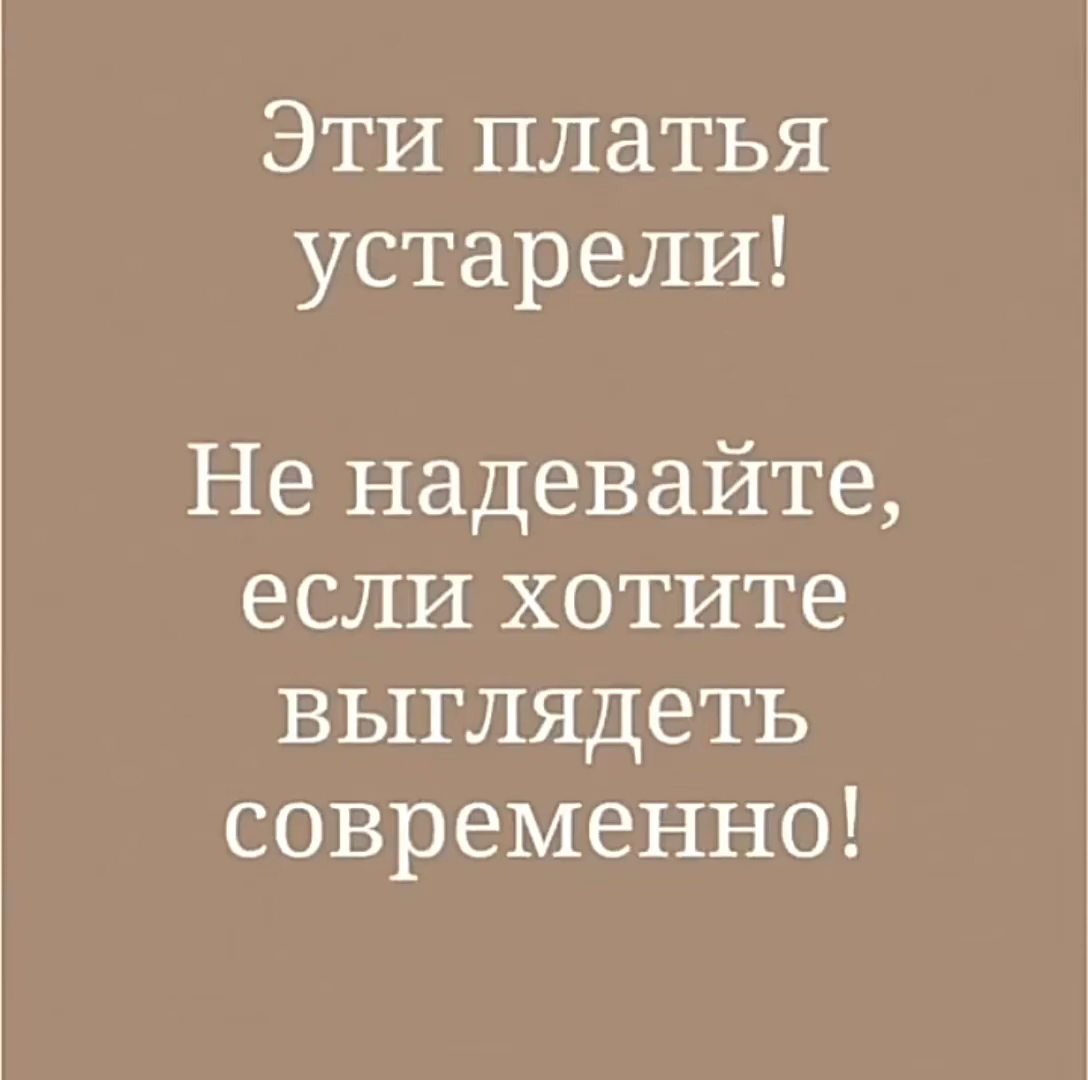 Эти платья
устарели!
Не надевайте,
если хотите
выглядеть
современно!